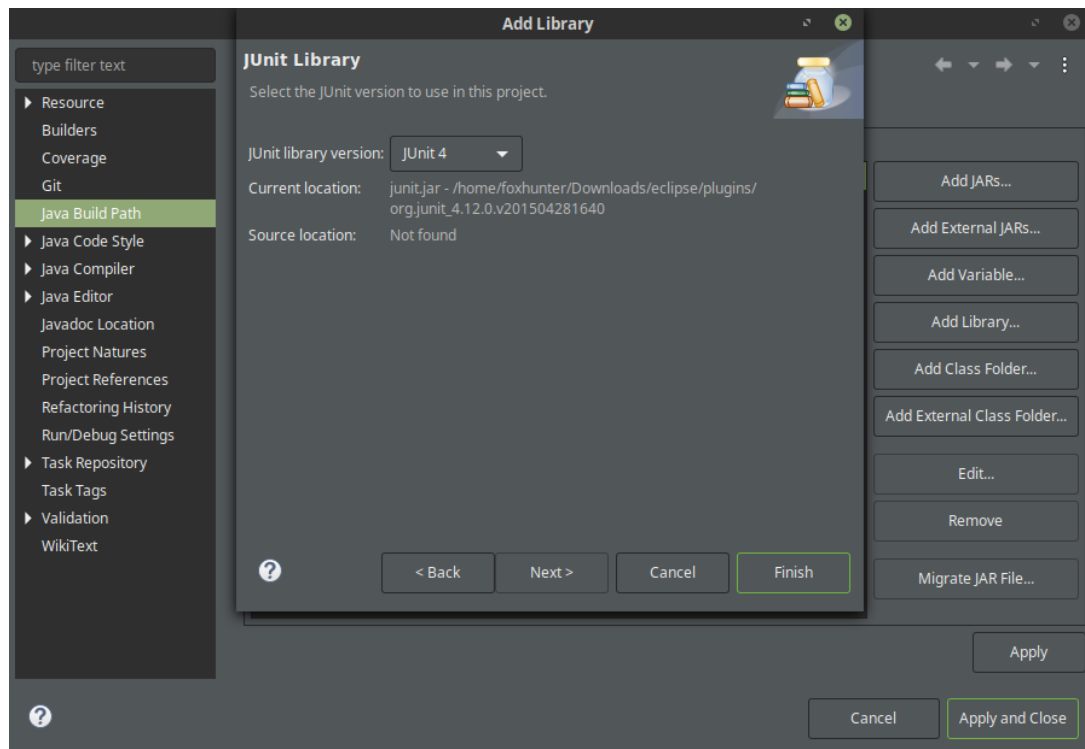 Add Library
type filter text
Resource
Builders
Coverage
Git
Java Build Path
Java Code Style
Java Compiler
Java Editor
Javadoc Location
Project Natures
Project References
Refactoring History
Run/Debug Settings
Task Repository
Task Tags
Validation
WikiText
JUnit Library
Select the JUnit version to use in this project.
JUnit library version: JUnit 4
Current location: junit.jar - /home/foxhunter/Downloads/eclipse/plugins/
org.junit_4.12.0.v201504281640
Source location: Not found
< Back Next > Cancel Finish
Add JARs...
Add External JARs...
Add Variable...
Add Library...
Add Class Folder...
Add External Class Folder...
Edit...
Remove
Migrate JAR File...
Apply
Cancel Apply and Close